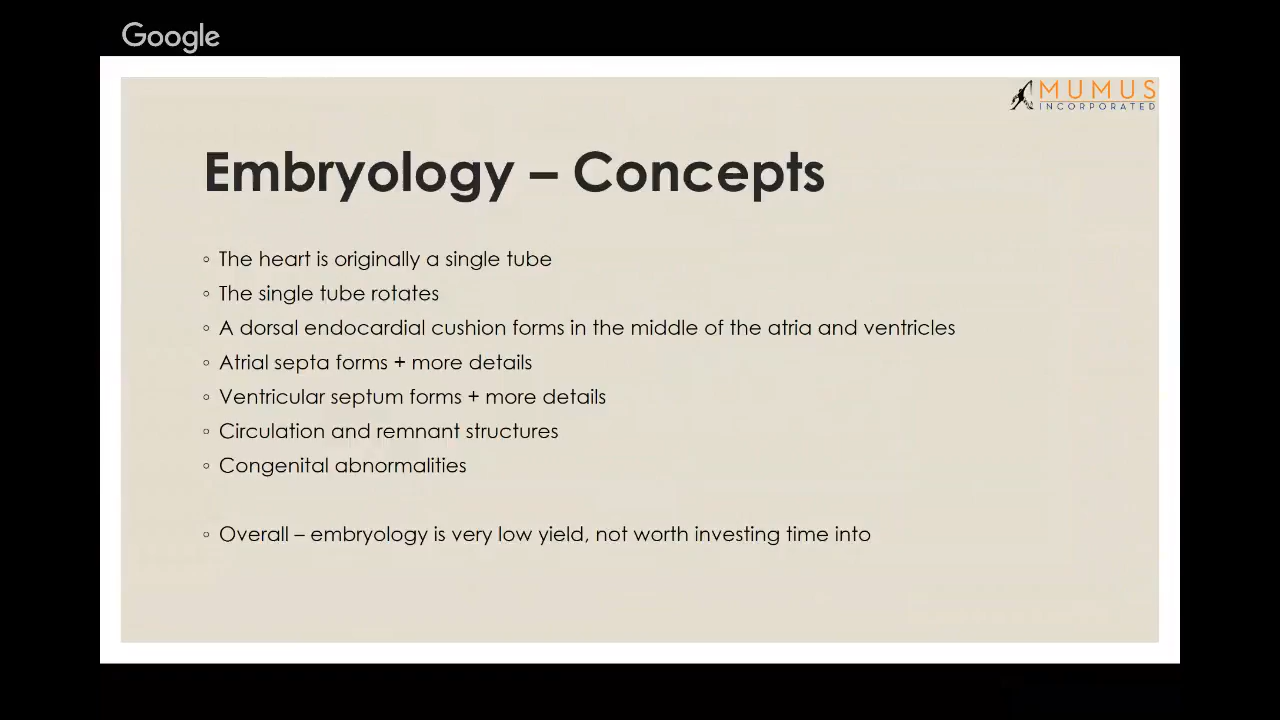 Google
MUMUS
INCORPORATED
Embryology – Concepts
◦ The heart is originally a single tube
◦ The single tube rotates
◦ A dorsal endocardial cushion forms in the middle of the atria and ventricles
◦ Atrial septa forms + more details
◦ Ventricular septum forms + more details
◦ Circulation and remnant structures
◦ Congenital abnormalities
◦ Overall – embryology is very low yield, not worth investing time into